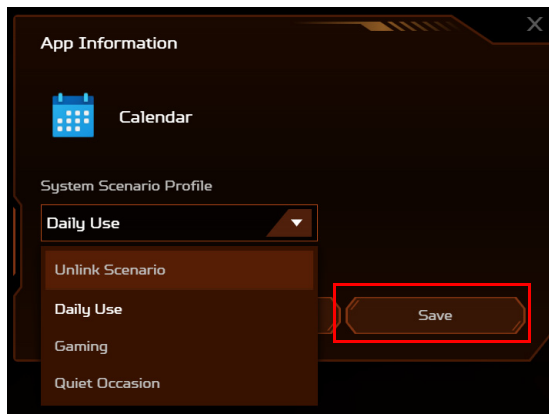 App Information
X
Calendar
System Scenario Profile
Daily Use
Unlink Scenario
Daily Use
Gaming
Quiet Occasion
Save